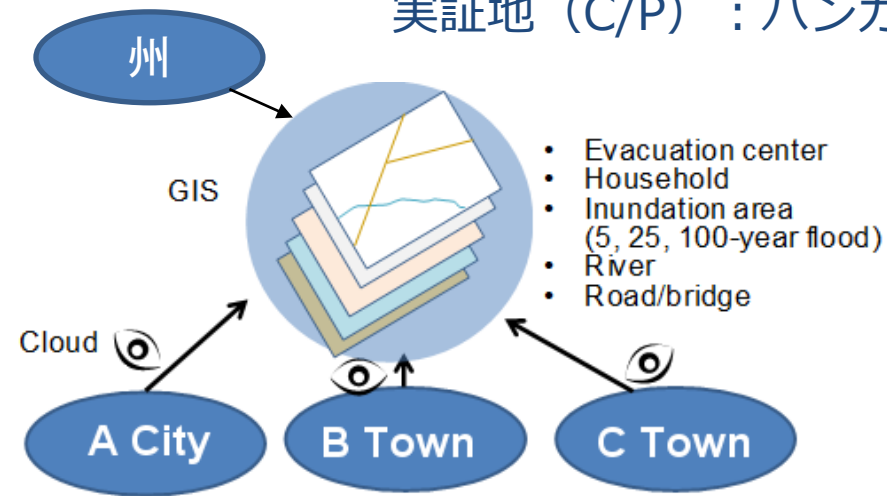 実証地（C/P）：パンガ
州
GIS
• Evacuation center
• Household
• Inundation area
(5, 25, 100-year flood)
• River
• Road/bridge
Cloud
A City
B Town
C Town